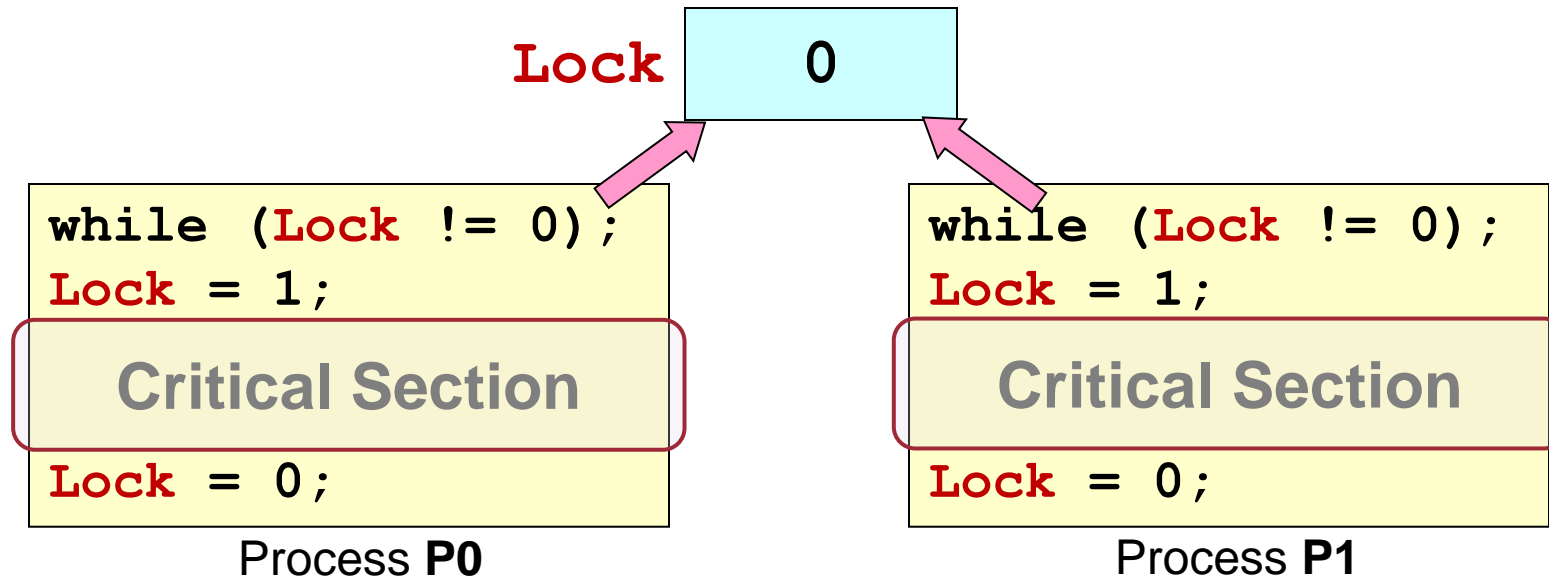 Lock 0
while (Lock != 0);
Lock = 1;
Critical Section
Lock = 0;
Process P0
while (Lock != 0);
Lock = 1;
Critical Section
Lock = 0;
Process P1